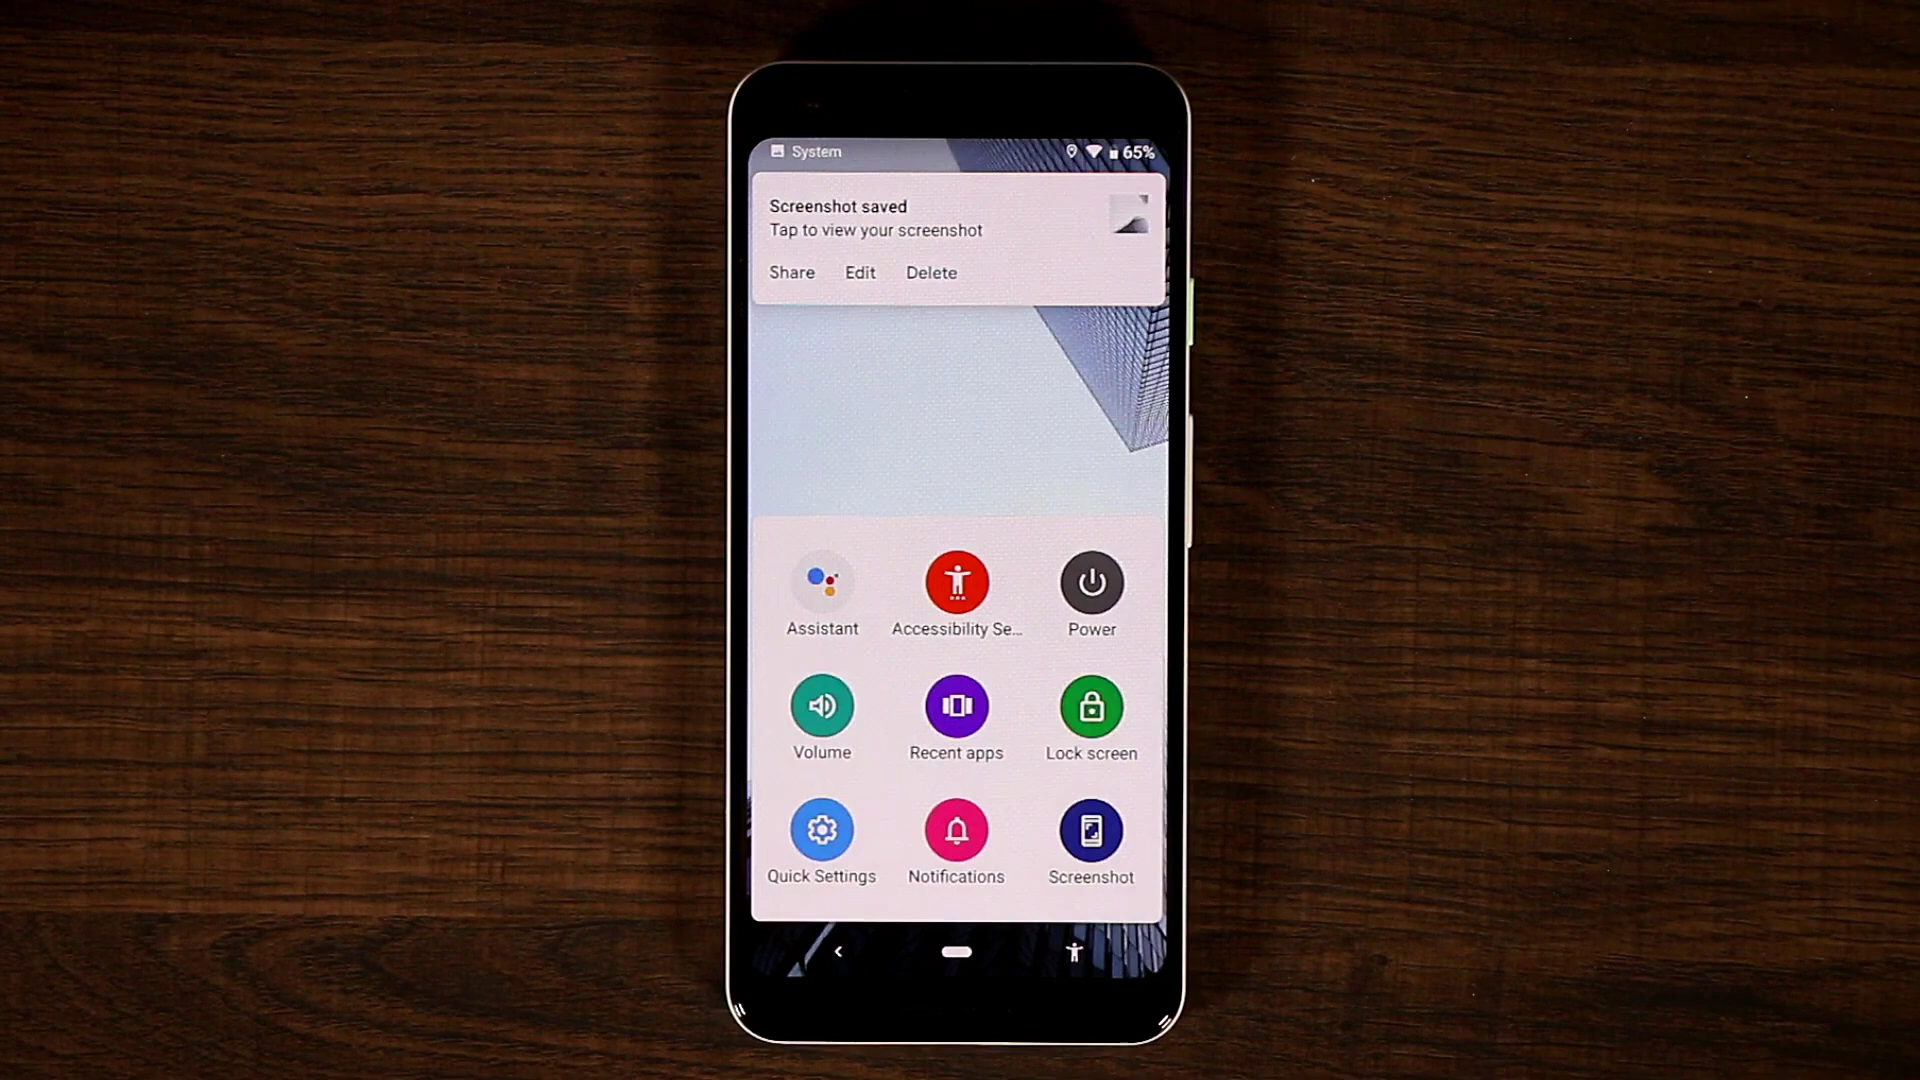 System
65%
Screenshot saved
Tap to view your screenshot
Share Edit Delete
Assistant Accessibility Se... Power
Volume Recent apps Lock screen
Quick Settings Notifications Screenshot